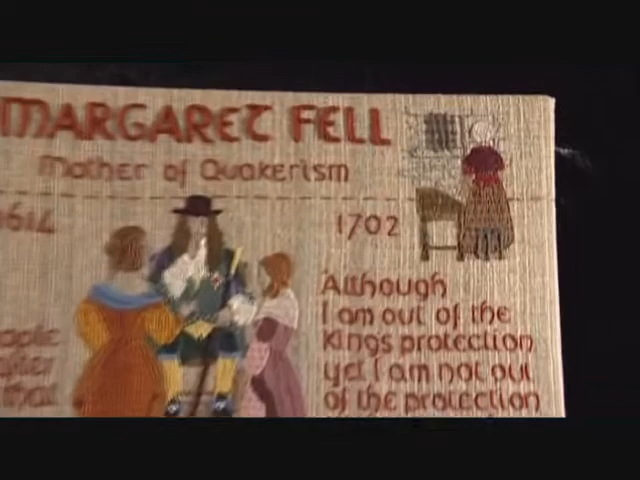 MARGARET FELL
Mother of Quakerism
1614
1702
Although
I am out of the
Kings protection
yet I am not out
of the protection
that